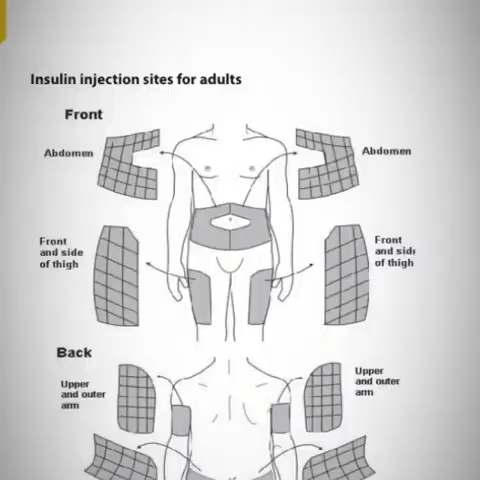 Insulin injection sites for adults
Front
Abdomen
Abdomen
Front
and side
of thigh
Front
and side
of thigh
Back
Upper
and outer
arm
Upper
and outer
arm